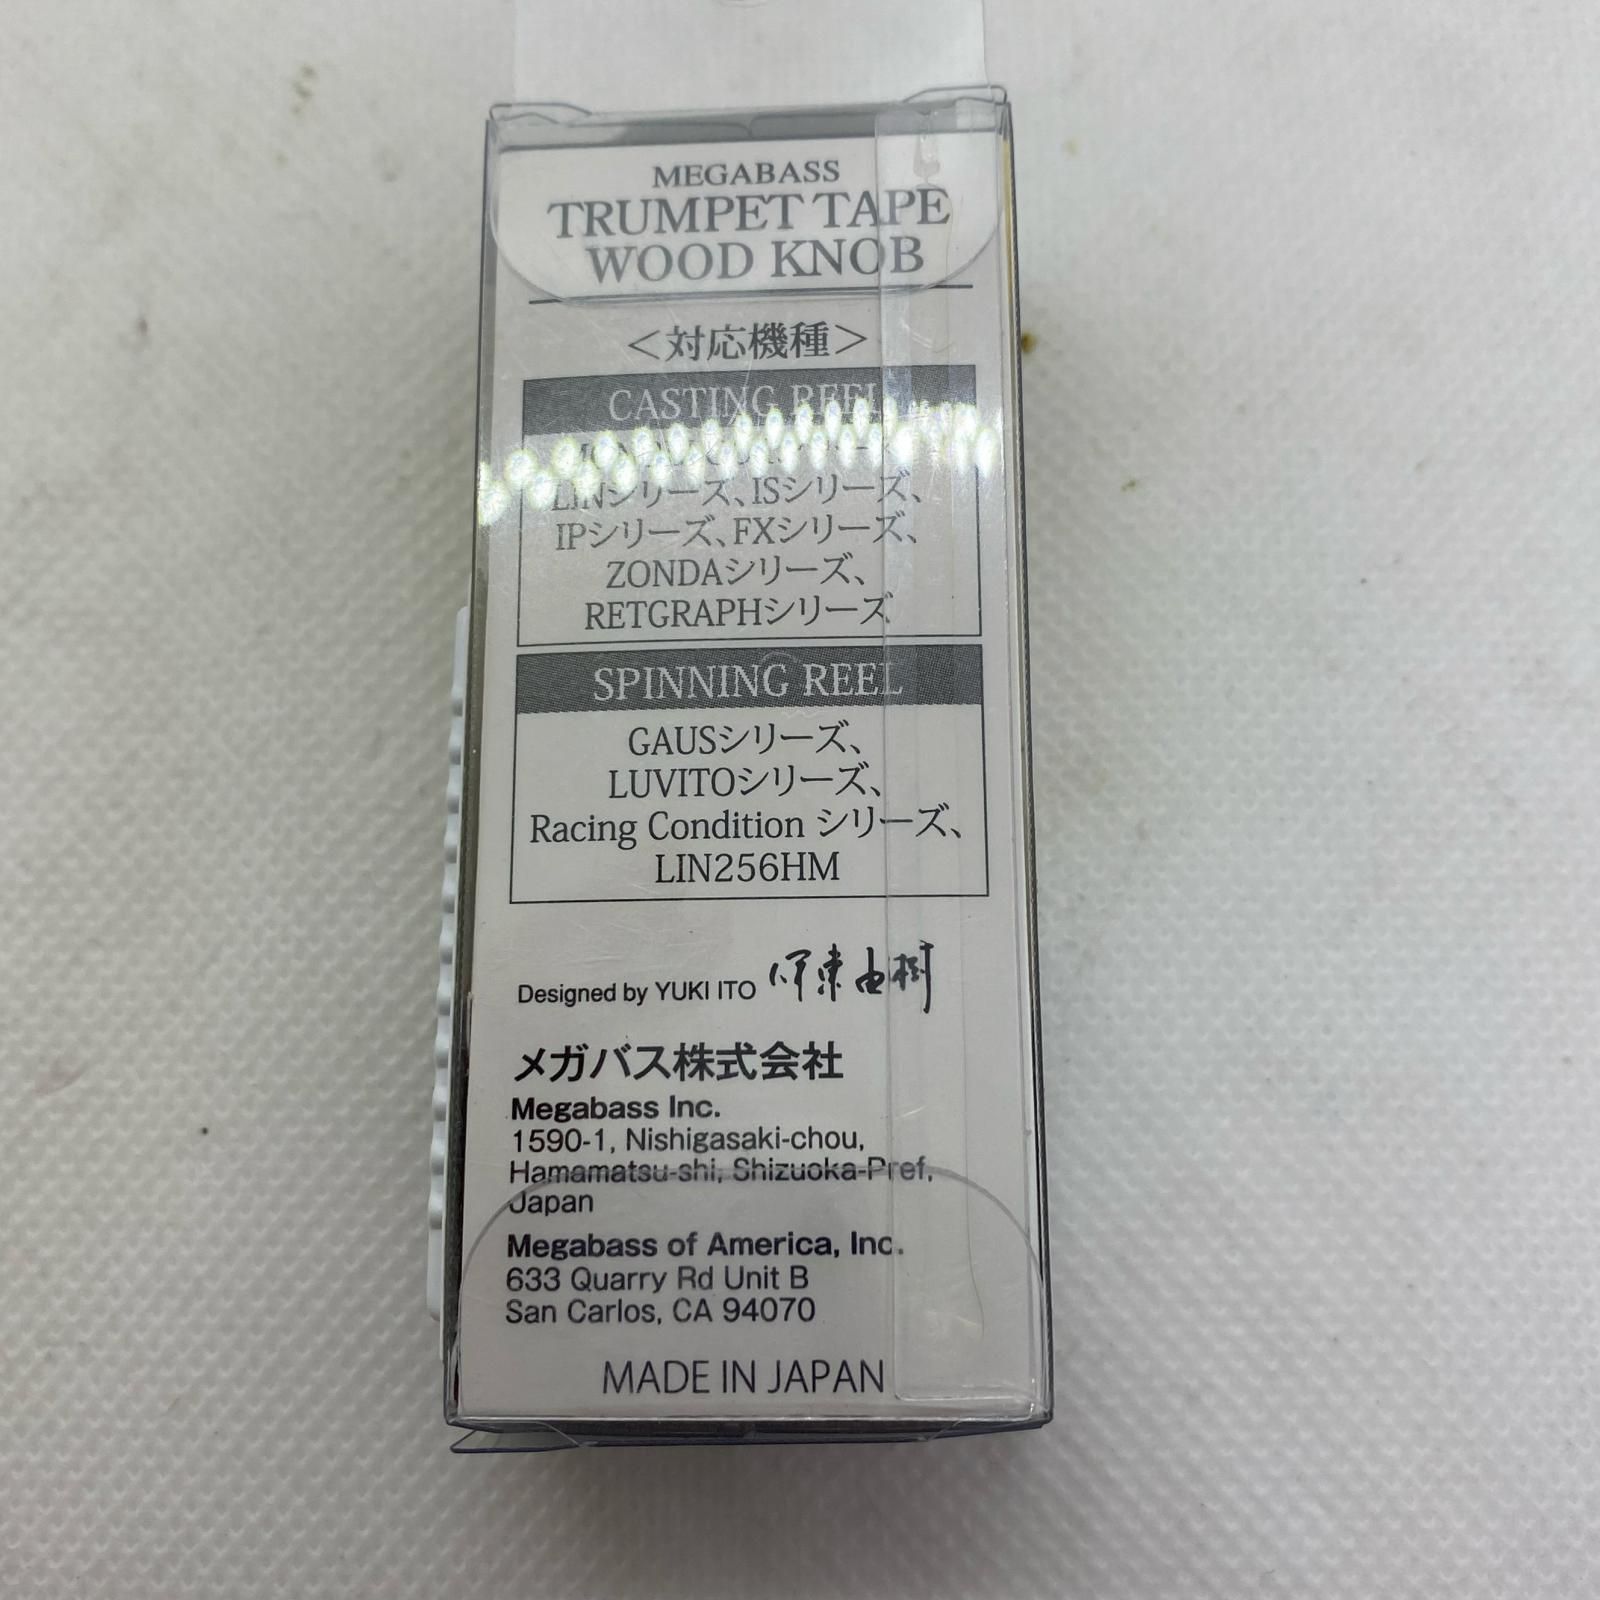 MEGABASS
TRUMPET TAPE
WOOD KNOB
＜対応機種＞
CASTING REEL
LINシリーズ、ISシリーズ、
IPシリーズ、FXシリーズ、
ZONDAシリーズ、
RETGRAPHシリーズ
SPINNING REEL
GAUSシリーズ、
LUVITOシリーズ、
Racing Condition シリーズ、
LIN256HM
Designed by YUKI ITO 伊東由樹
メガバス株式会社
Megabass Inc.
1590-1, Nishigasaki-chou,
Hamamatsu-shi, Shizuoka-Pref,
Japan
Megabass of America, Inc.
633 Quarry Rd Unit B
San Carlos, CA 94070
MADE IN JAPAN